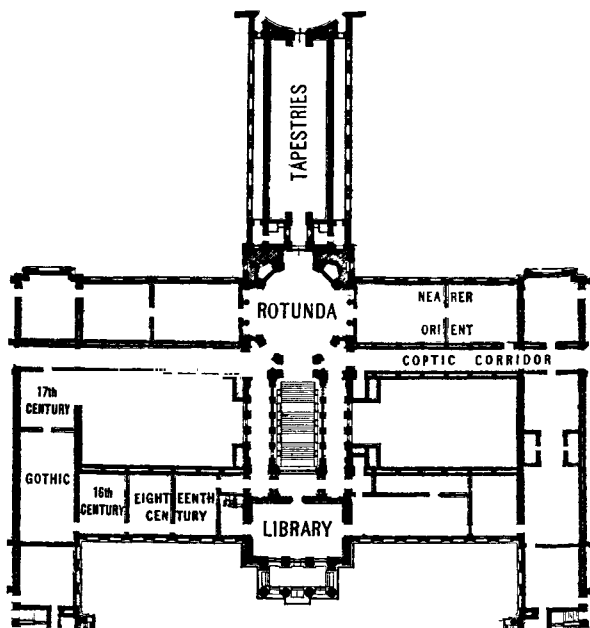 TAPESTRIES
ROTUNDA
NEARER
ORIENT
COPTIC CORRIDOR
17th
CENTURY
GOTHIC
16th
CENTURY
EIGHTEENTH
CENTURY
LIBRARY